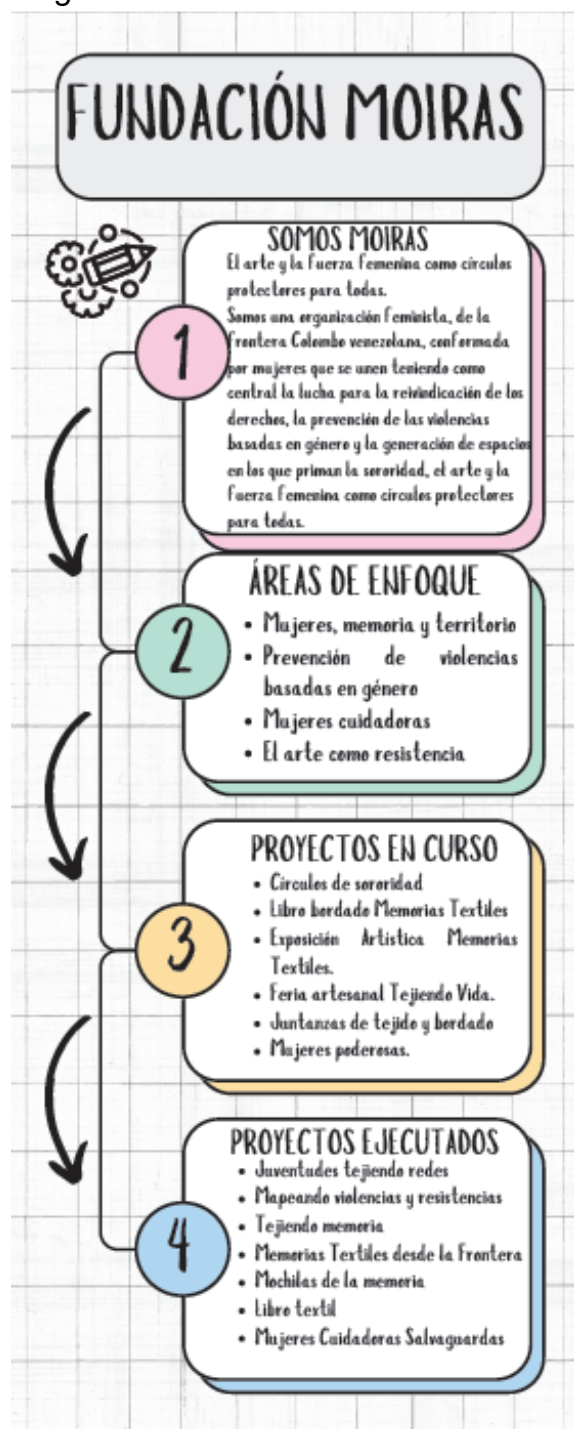 FUNDACIÓN MOIRAS
SOMOS MOIRAS
El arte y la fuerza femenina como círculos
protectores para todas.
Somos una organización feminista, de la
frontera Colombo venezolana, conformada
por mujeres que se unen teniendo como
central la lucha para la reivindicación de los
derechos, la prevención de las violencias
basadas en género y la generación de espacios
en los que priman la sororidad, el arte y la
fuerza femenina como círculos protectores
para todas.
1
ÁREAS DE ENFOQUE
2
• Mujeres, memoria y territorio
• Prevención de violencias
basadas en género
• Mujeres cuidadoras
• El arte como resistencia
PROYECTOS EN CURSO
3
• Círculos de sororidad
• Libro bordado Memorias Textiles
• Exposición Artística Memorias
Textiles.
• Feria artesanal Tejiendo Vida.
• Juntanzas de tejido y bordado
• Mujeres poderosas.
PROYECTOS EJECUTADOS
4
• Juventudes tejiendo redes
• Mapeando violencias y resistencias
• Tejiendo memoria
• Memorias Textiles desde la Frontera
• Mochilas de la memoria
• Libro textil
• Mujeres Cuidadoras Salvaguardas